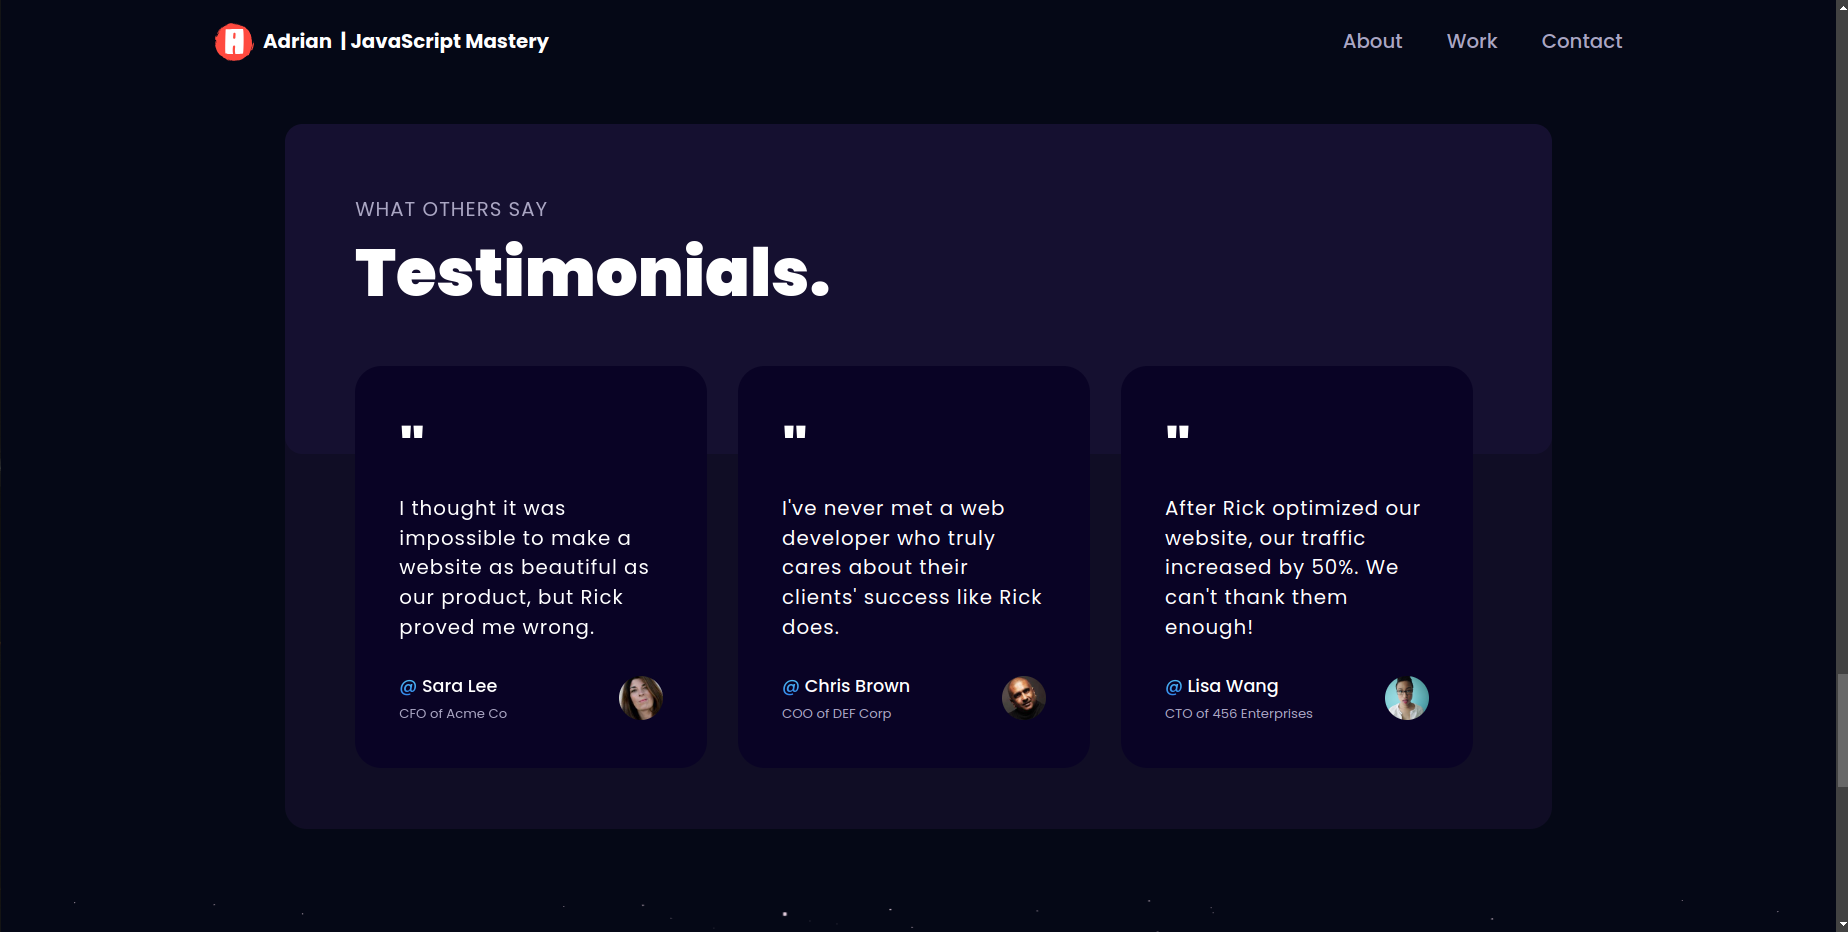 Adrian | JavaScript Mastery
About Work Contact
WHAT OTHERS SAY
Testimonials.
"
I thought it was
impossible to make a
website as beautiful as
our product, but Rick
proved me wrong.
@ Sara Lee
CFO of Acme Co
"
I've never met a web
developer who truly
cares about their
clients' success like Rick
does.
@ Chris Brown
COO of DEF Corp
"
After Rick optimized our
website, our traffic
increased by 50%. We
can't thank them
enough!
@ Lisa Wang
CTO of 456 Enterprises